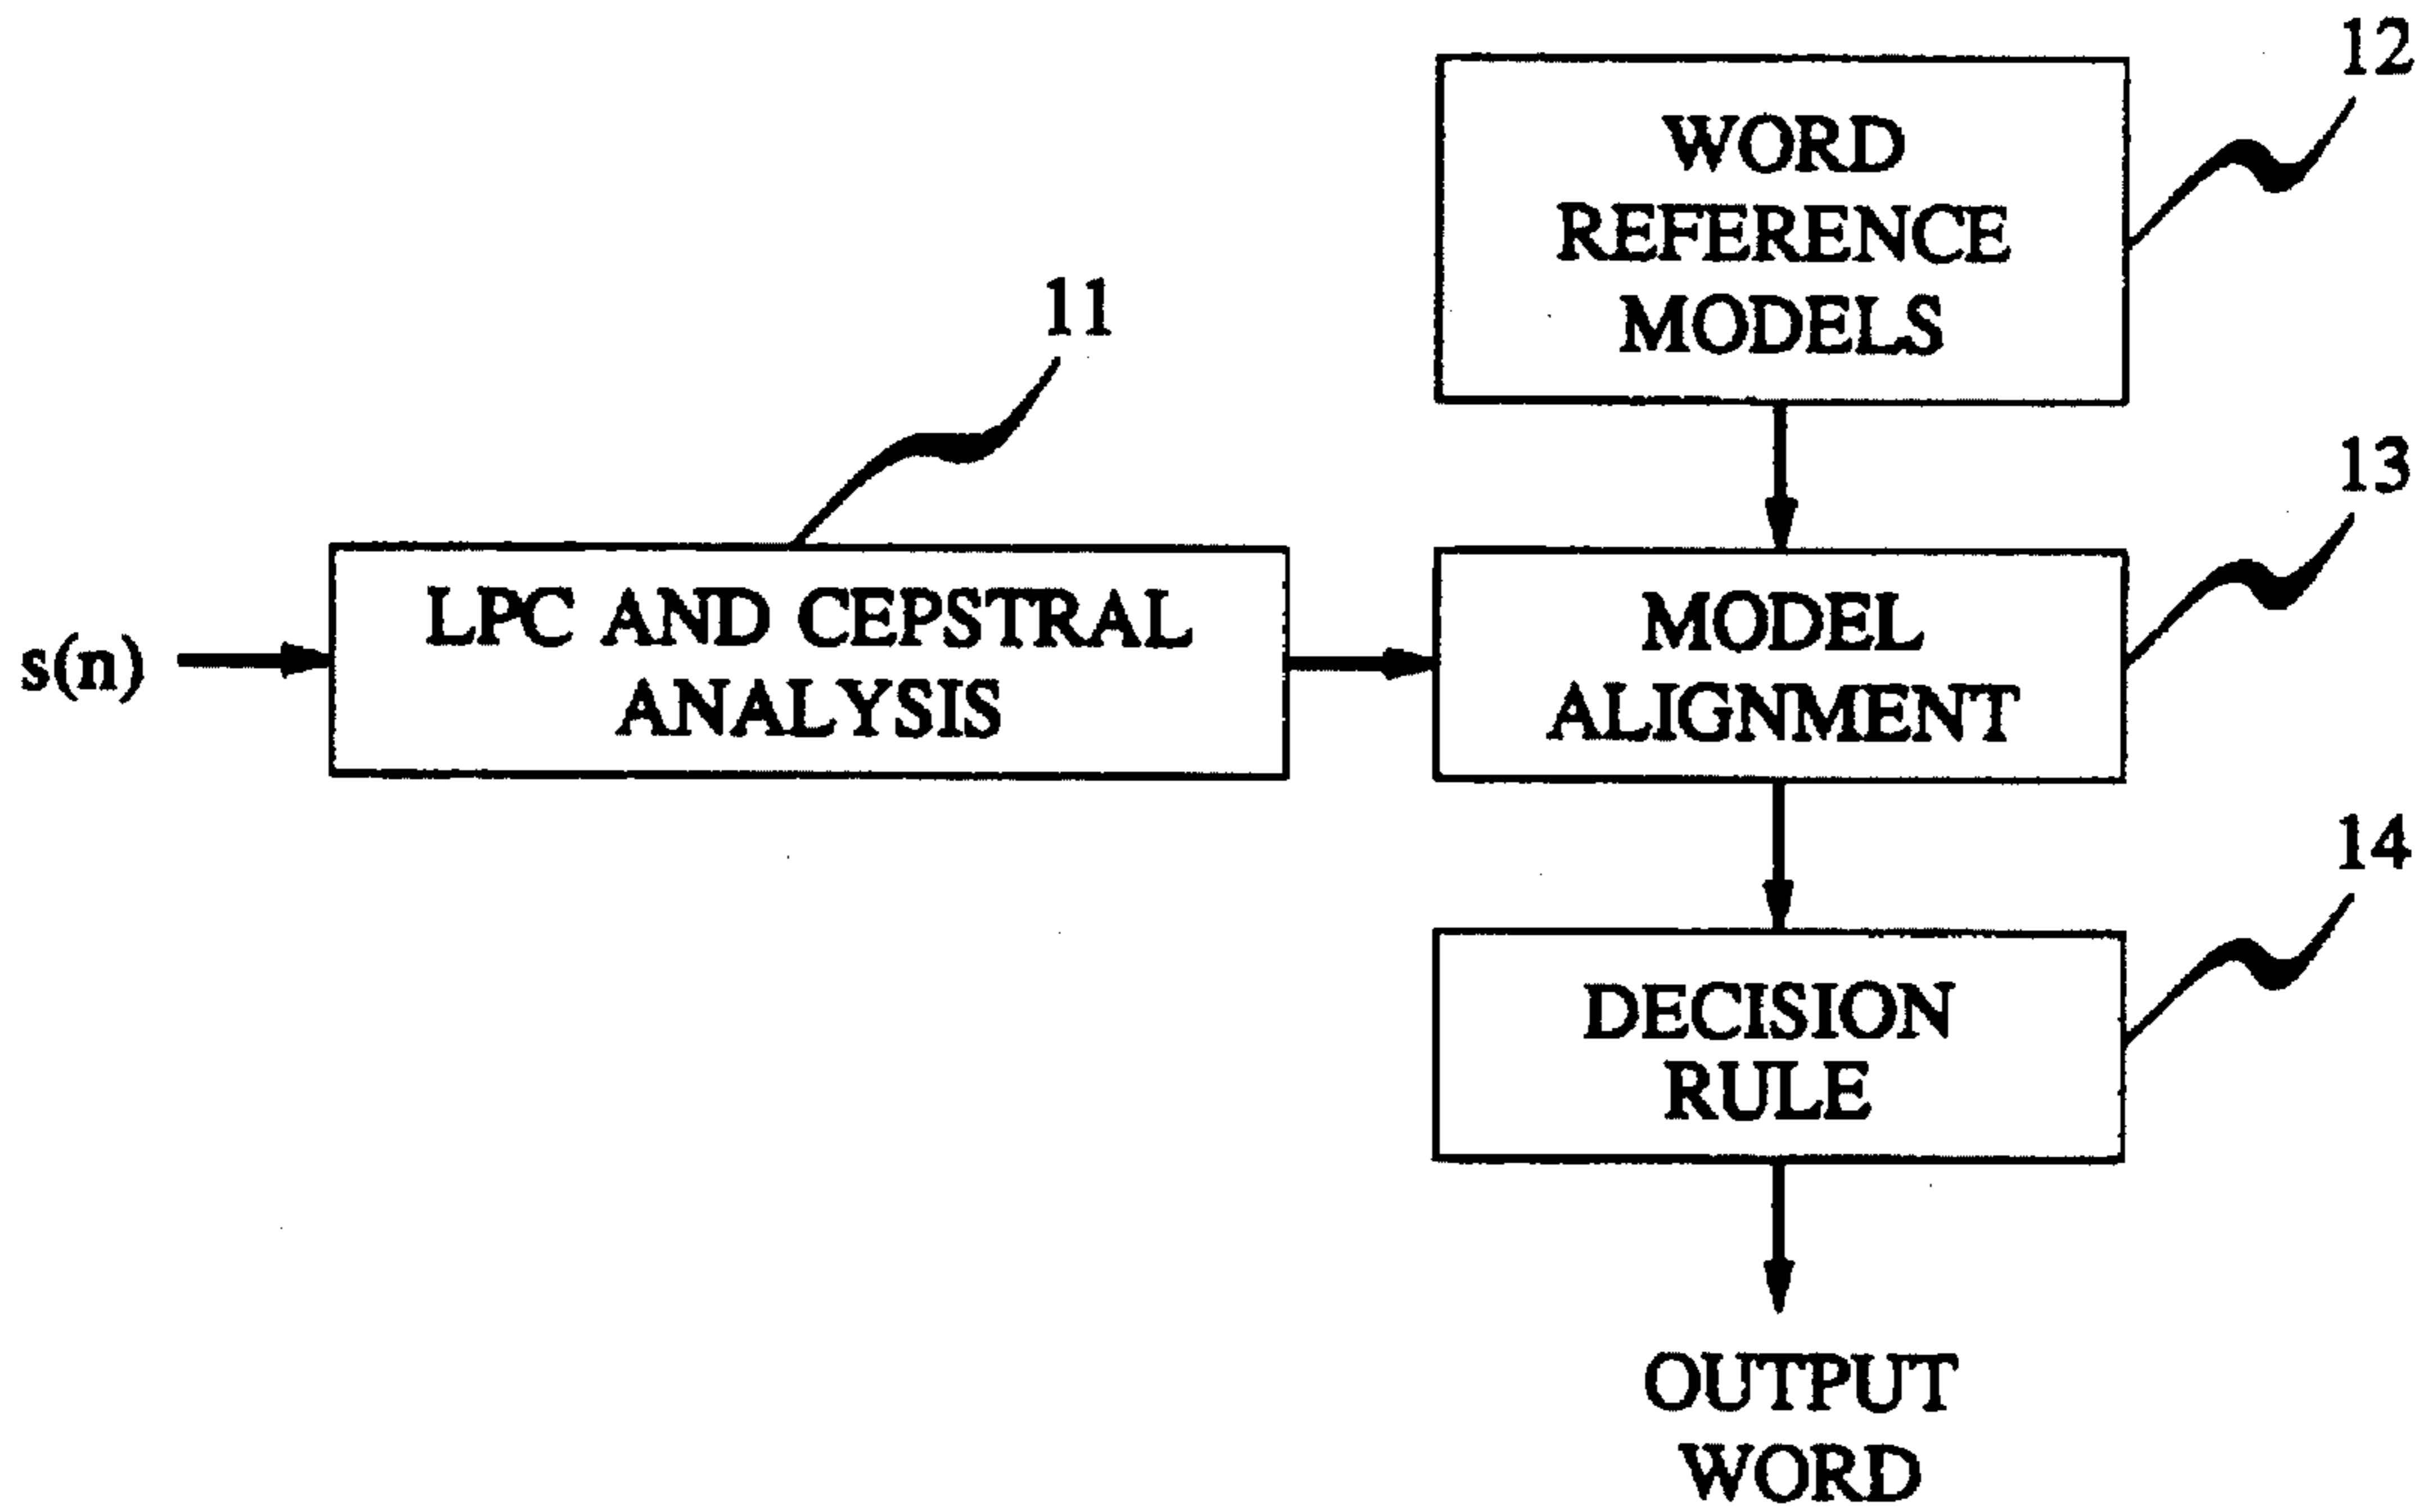 12
WORD
REFERENCE
MODELS
11
13
LPC AND CEPSTRAL
ANALYSIS
s(n)
MODEL
ALIGNMENT
14
DECISION
RULE
OUTPUT
WORD